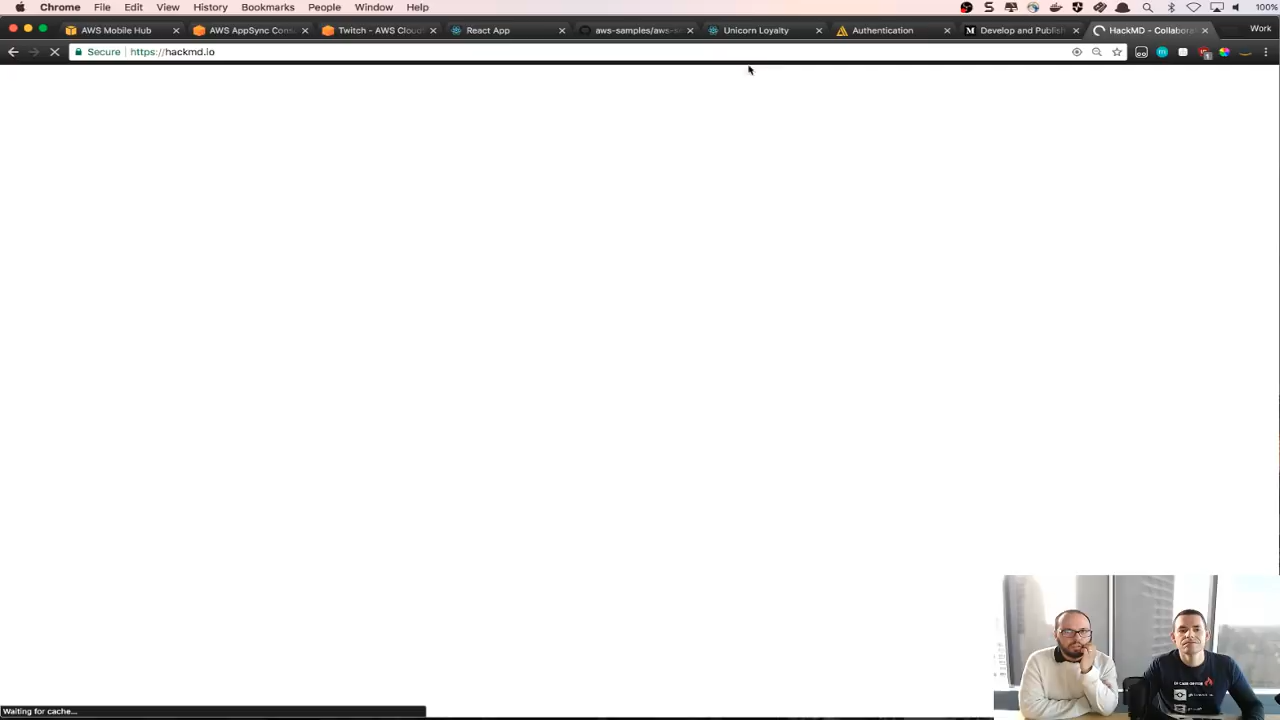 Chrome File Edit View History Bookmarks People Window Help 100%
AWS Mobile Hub AWS AppSync Cons Twitch - AWS Cloud React App aws-samples/aws-s Unicorn Loyalty Authentication Develop and Publish HackMD - Collabora Work
Secure https://hackmd.io
Waiting for cache...